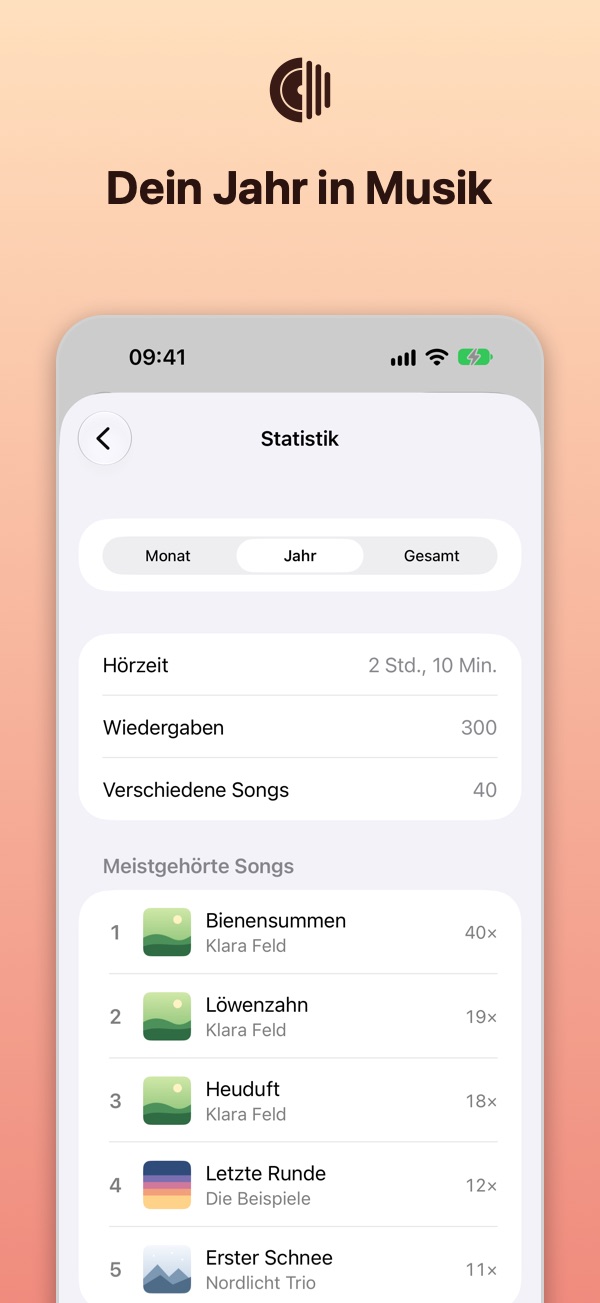 Dein Jahr in Musik
09:41
Statistik
Monat Jahr Gesamt
Hörzeit 2 Std., 10 Min.
Wiedergaben 300
Verschiedene Songs 40
Meistgehörte Songs
1 Bienensummen 40×
Klara Feld
2 Löwenzahn 19×
Klara Feld
3 Heuduft 18×
Klara Feld
4 Letzte Runde 12×
Die Beispiele
5 Erster Schnee 11×
Nordlicht Trio